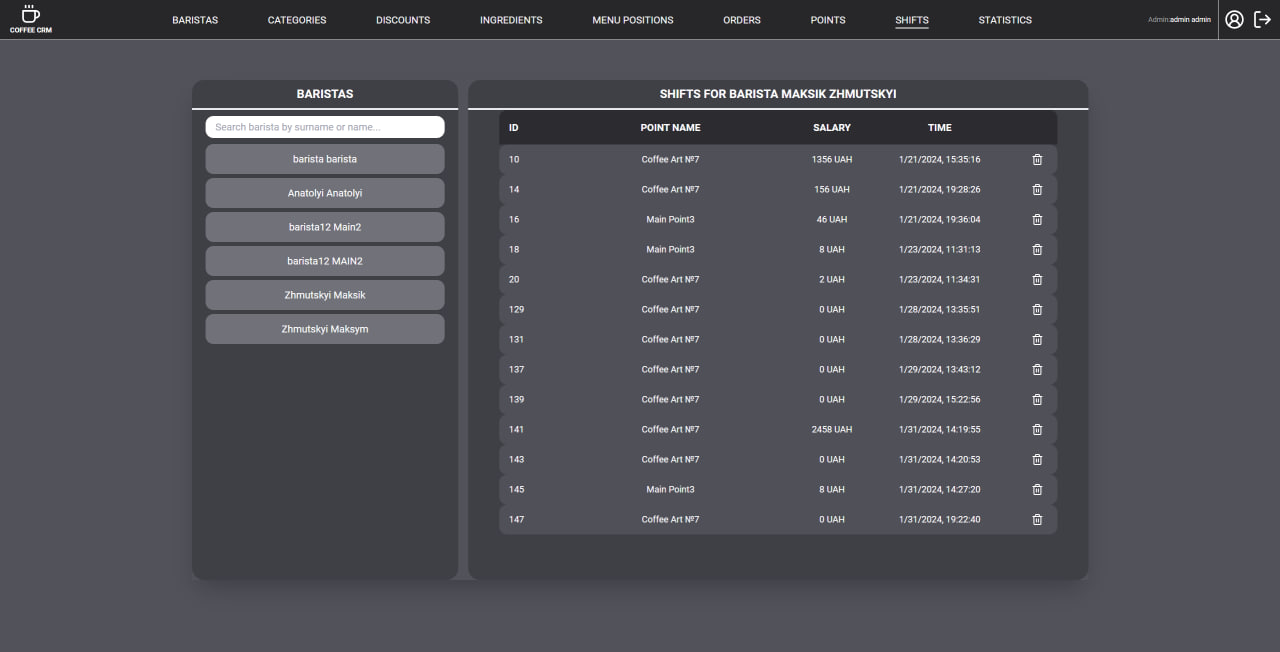 COFFEE CRM
BARISTAS CATEGORIES DISCOUNTS INGREDIENTS MENU POSITIONS ORDERS POINTS SHIFTS STATISTICS Admin:admin admin
BARISTAS
Search barista by surname or name...
barista barista
Anatolyi Anatolyi
barista12 Main2
barista12 MAIN2
Zhmutskyi Maksik
Zhmutskyi Maksym
SHIFTS FOR BARISTA MAKSIK ZHMUTSKYI
ID POINT NAME SALARY TIME
10 Coffee Art №7 1356 UAH 1/21/2024, 15:35:16
14 Coffee Art №7 156 UAH 1/21/2024, 19:28:26
16 Main Point3 46 UAH 1/21/2024, 19:36:04
18 Main Point3 8 UAH 1/23/2024, 11:31:13
20 Coffee Art №7 2 UAH 1/23/2024, 11:34:31
129 Coffee Art №7 0 UAH 1/28/2024, 13:35:51
131 Coffee Art №7 0 UAH 1/28/2024, 13:36:29
137 Coffee Art №7 0 UAH 1/29/2024, 13:43:12
139 Coffee Art №7 0 UAH 1/29/2024, 15:22:56
141 Coffee Art №7 2458 UAH 1/31/2024, 14:19:55
143 Coffee Art №7 0 UAH 1/31/2024, 14:20:53
145 Main Point3 8 UAH 1/31/2024, 14:27:20
147 Coffee Art №7 0 UAH 1/31/2024, 19:22:40